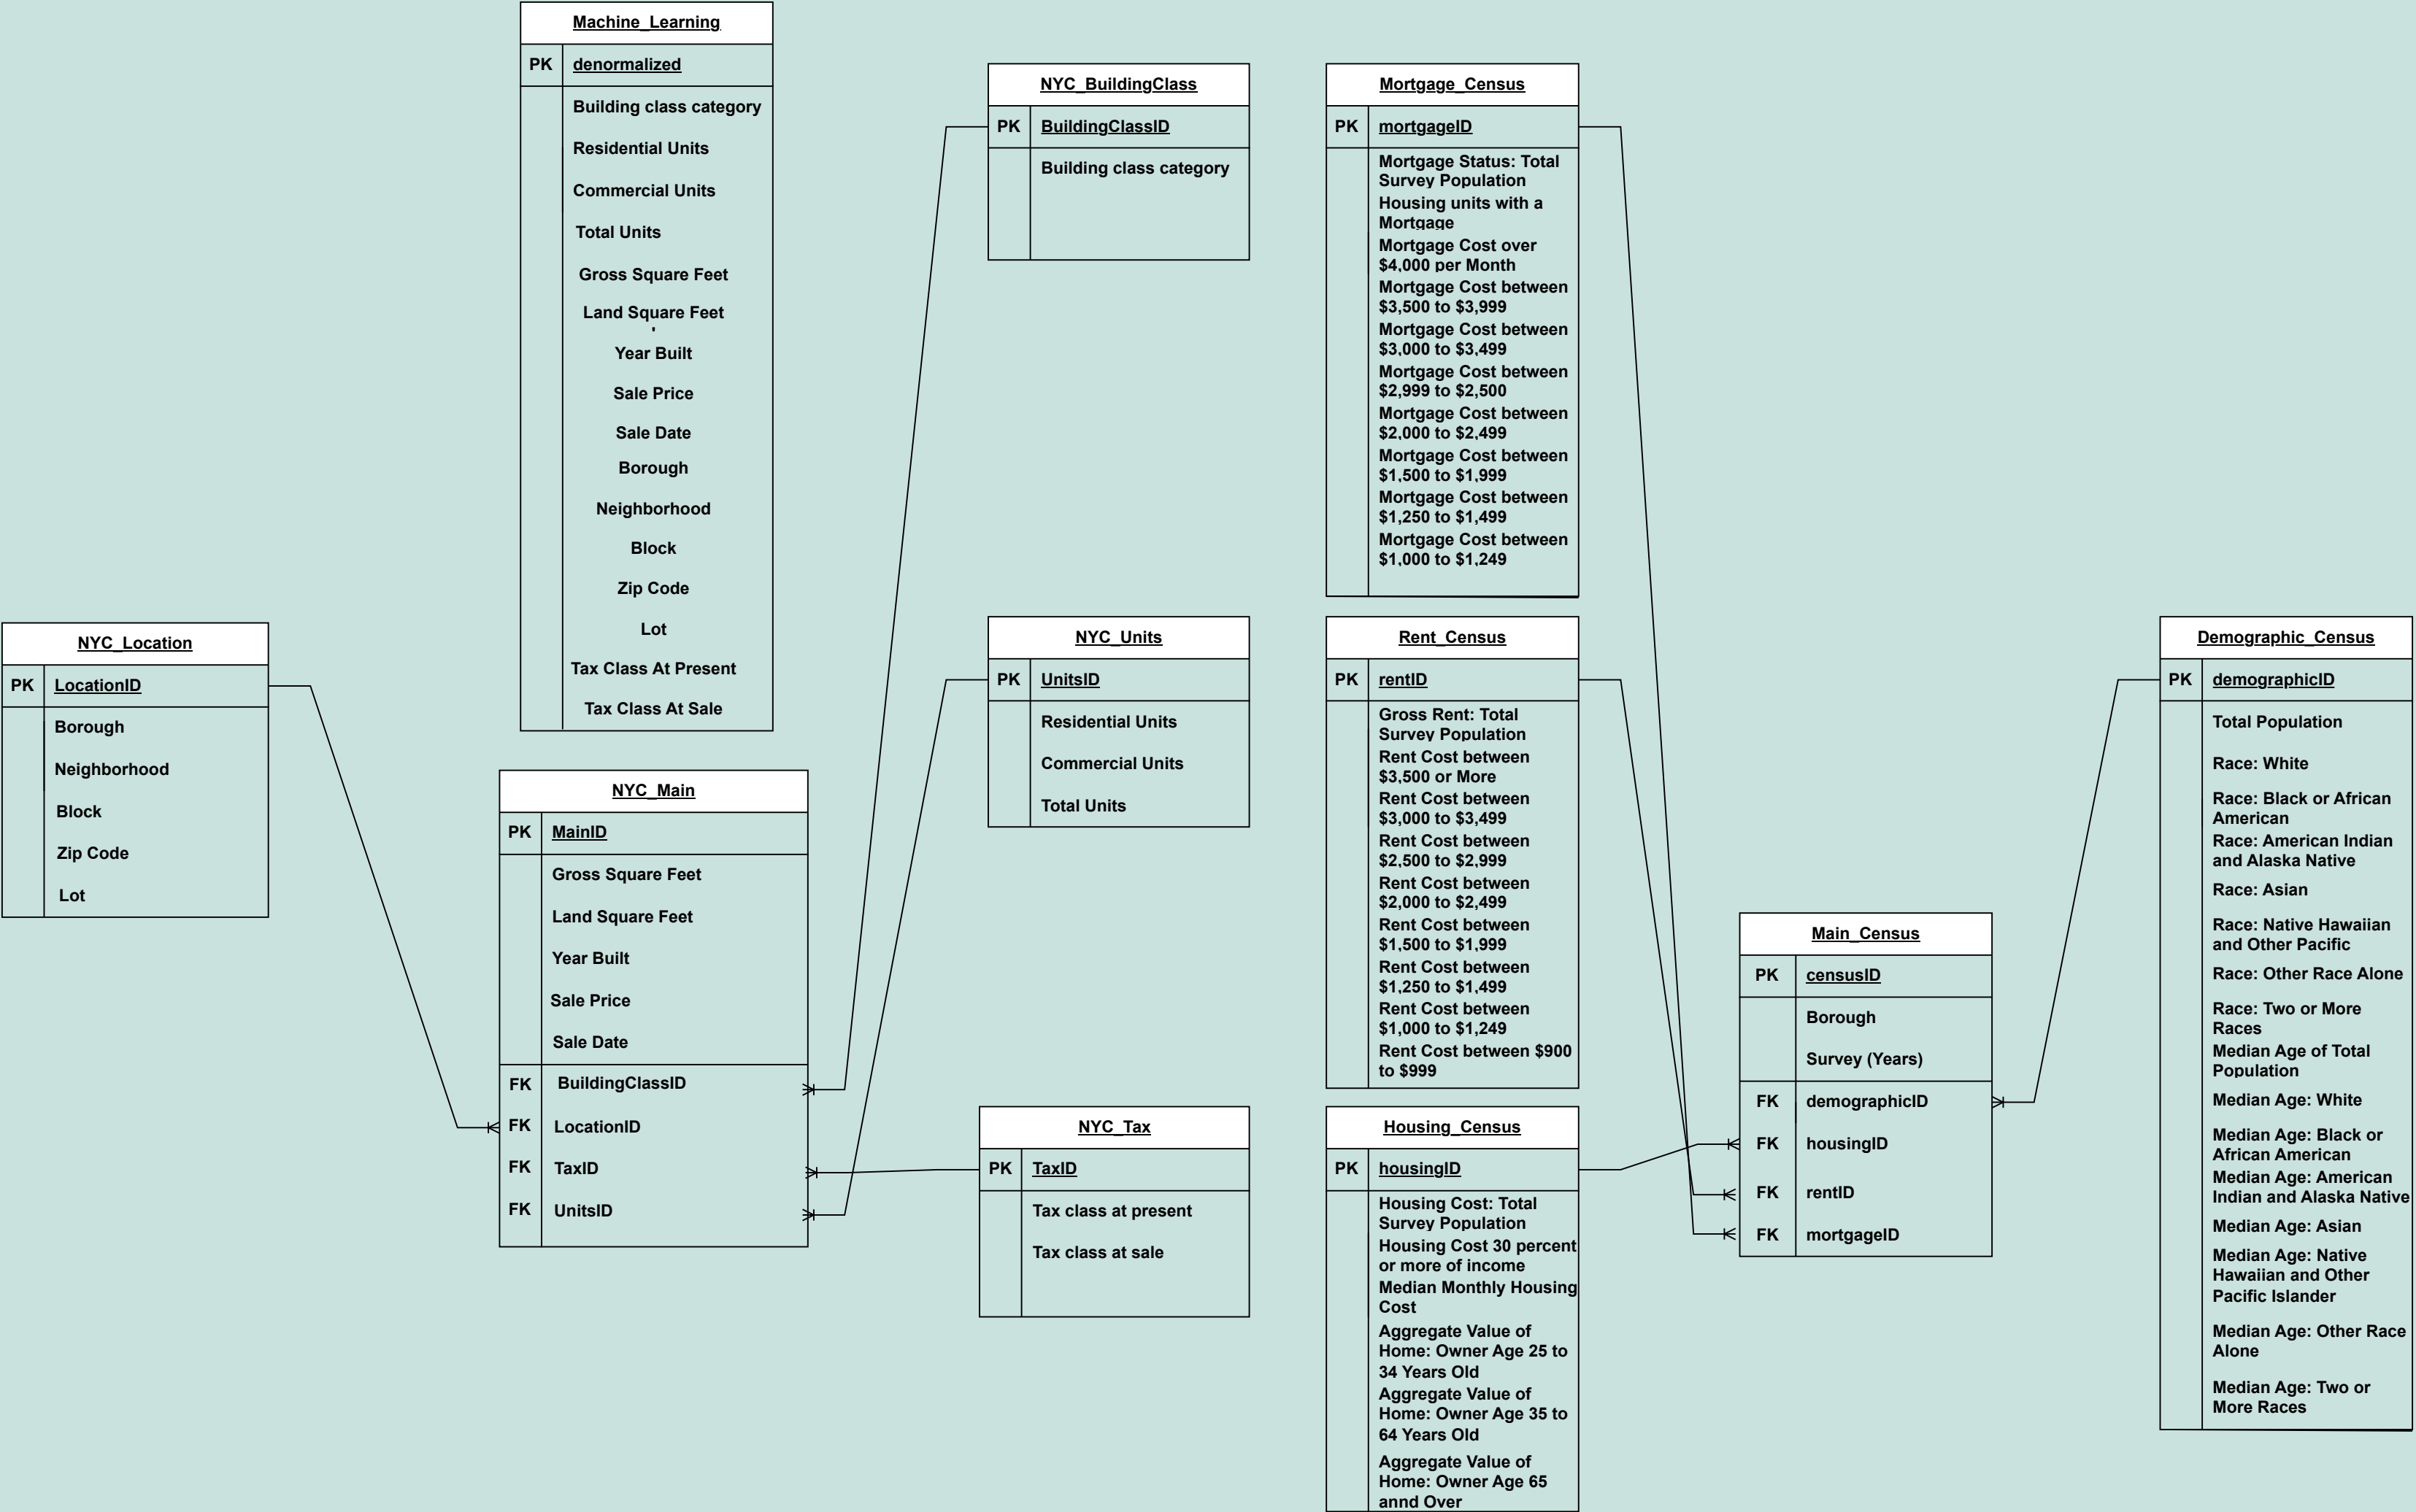 Machine_Learning
PK denormalized
Building class category
Residential Units
Commercial Units
Total Units
Gross Square Feet
Land Square Feet
'
Year Built
Sale Price
Sale Date
Borough
Neighborhood
Block
Zip Code
Lot
Tax Class At Present
Tax Class At Sale
NYC_Location
PK LocationID
Borough
Neighborhood
Block
Zip Code
Lot
NYC_Main
PK MainID
Gross Square Feet
Land Square Feet
Year Built
Sale Price
Sale Date
FK BuildingClassID
FK LocationID
FK TaxID
FK UnitsID
NYC_BuildingClass
PK BuildingClassID
Building class category
NYC_Units
PK UnitsID
Residential Units
Commercial Units
Total Units
NYC_Tax
PK TaxID
Tax class at present
Tax class at sale
Mortgage_Census
PK mortgageID
Mortgage Status: Total
Survey Population
Housing units with a
Mortgage
Mortgage Cost over
$4,000 per Month
Mortgage Cost between
$3,500 to $3,999
Mortgage Cost between
$3,000 to $3,499
Mortgage Cost between
$2,999 to $2,500
Mortgage Cost between
$2,000 to $2,499
Mortgage Cost between
$1,500 to $1,999
Mortgage Cost between
$1,250 to $1,499
Mortgage Cost between
$1,000 to $1,249
Rent_Census
PK rentID
Gross Rent: Total
Survey Population
Rent Cost between
$3,500 or More
Rent Cost between
$3,000 to $3,499
Rent Cost between
$2,500 to $2,999
Rent Cost between
$2,000 to $2,499
Rent Cost between
$1,500 to $1,999
Rent Cost between
$1,250 to $1,499
Rent Cost between
$1,000 to $1,249
Rent Cost between $900
to $999
Housing_Census
PK housingID
Housing Cost: Total
Survey Population
Housing Cost 30 percent
or more of income
Median Monthly Housing
Cost
Aggregate Value of
Home: Owner Age 25 to
34 Years Old
Aggregate Value of
Home: Owner Age 35 to
64 Years Old
Aggregate Value of
Home: Owner Age 65
annd Over
Main_Census
PK censusID
Borough
Survey (Years)
FK demographicID
FK housingID
FK rentID
FK mortgageID
Demographic_Census
PK demographicID
Total Population
Race: White
Race: Black or African
American
Race: American Indian
and Alaska Native
Race: Asian
Race: Native Hawaiian
and Other Pacific
Race: Other Race Alone
Race: Two or More
Races
Median Age of Total
Population
Median Age: White
Median Age: Black or
African American
Median Age: American
Indian and Alaska Native
Median Age: Asian
Median Age: Native
Hawaiian and Other
Pacific Islander
Median Age: Other Race
Alone
Median Age: Two or
More Races